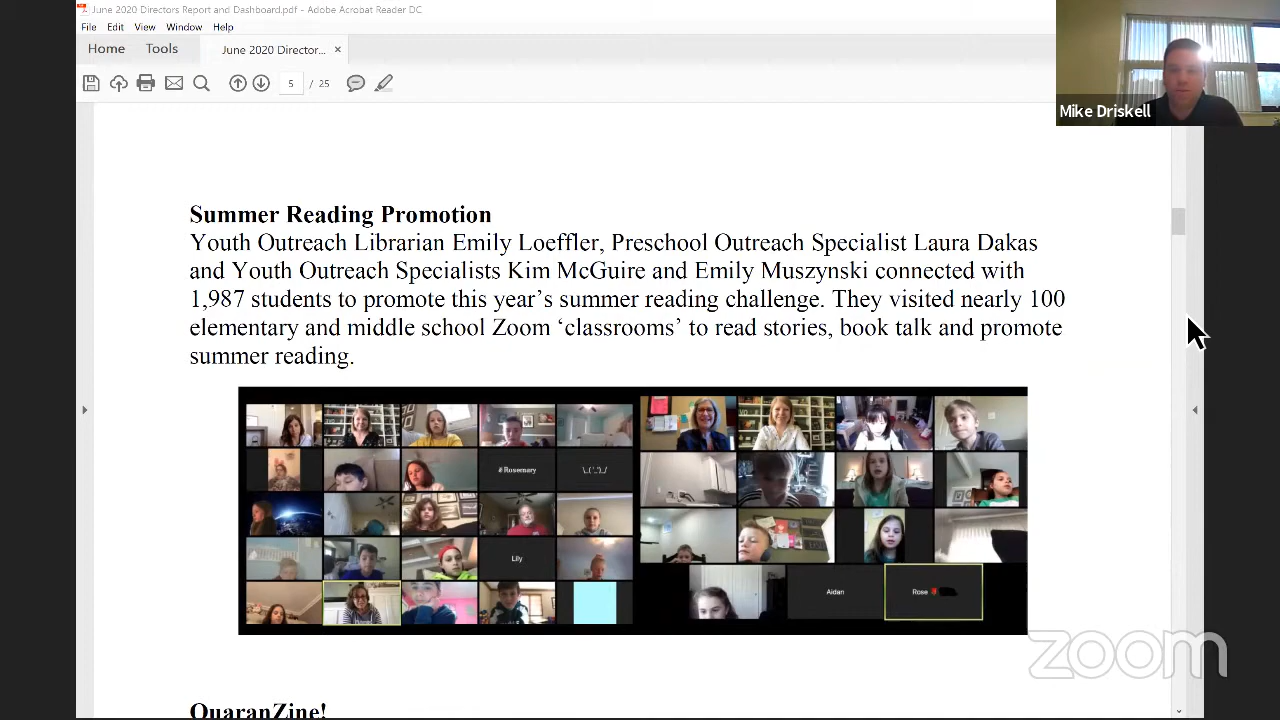 June 2020 Directors Report and Dashboard.pdf - Adobe Acrobat Reader DC
File Edit View Window Help
Home Tools June 2020 Director... ×
5 / 25
Mike Driskell
Summer Reading Promotion
Youth Outreach Librarian Emily Loeffler, Preschool Outreach Specialist Laura Dakas
and Youth Outreach Specialists Kim McGuire and Emily Muszynski connected with
1,987 students to promote this year’s summer reading challenge. They visited nearly 100
elementary and middle school Zoom ‘classrooms’ to read stories, book talk and promote
summer reading.
Rosemary
Lily
Aidan
Rose
zoom
QuaranZine!